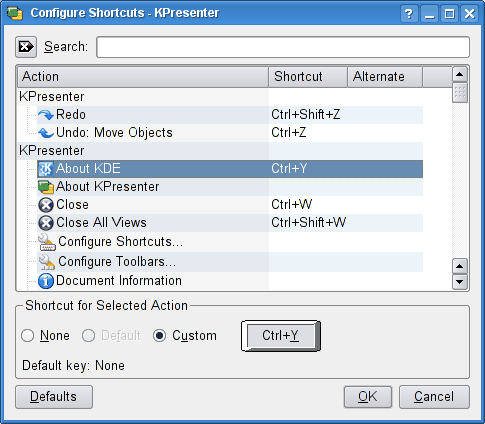 Configure Shortcuts - KPresenter
Search:
Action Shortcut Alternate
KPresenter
Redo Ctrl+Shift+Z
Undo: Move Objects Ctrl+Z
KPresenter
About KDE Ctrl+Y
About KPresenter
Close Ctrl+W
Close All Views Ctrl+Shift+W
Configure Shortcuts...
Configure Toolbars...
Document Information
Shortcut for Selected Action
None Default Custom Ctrl+Y
Default key: None
Defaults OK Cancel